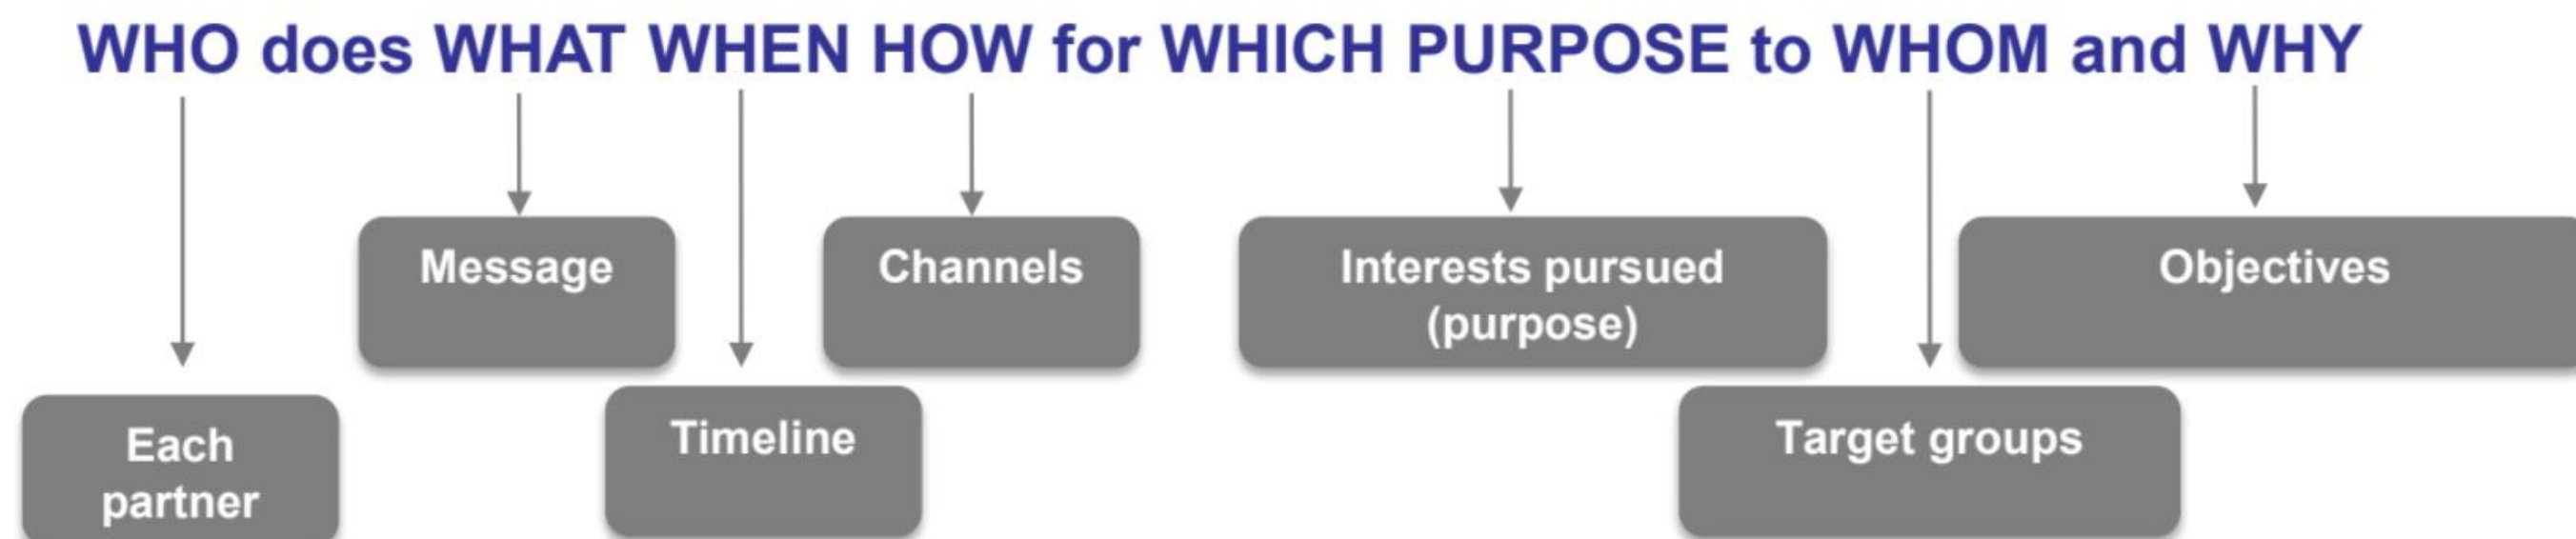 WHO does WHAT WHEN HOW for WHICH PURPOSE to WHOM and WHY
Message
Channels
Interests pursued
(purpose)
Objectives
Each
partner
Timeline
Target groups